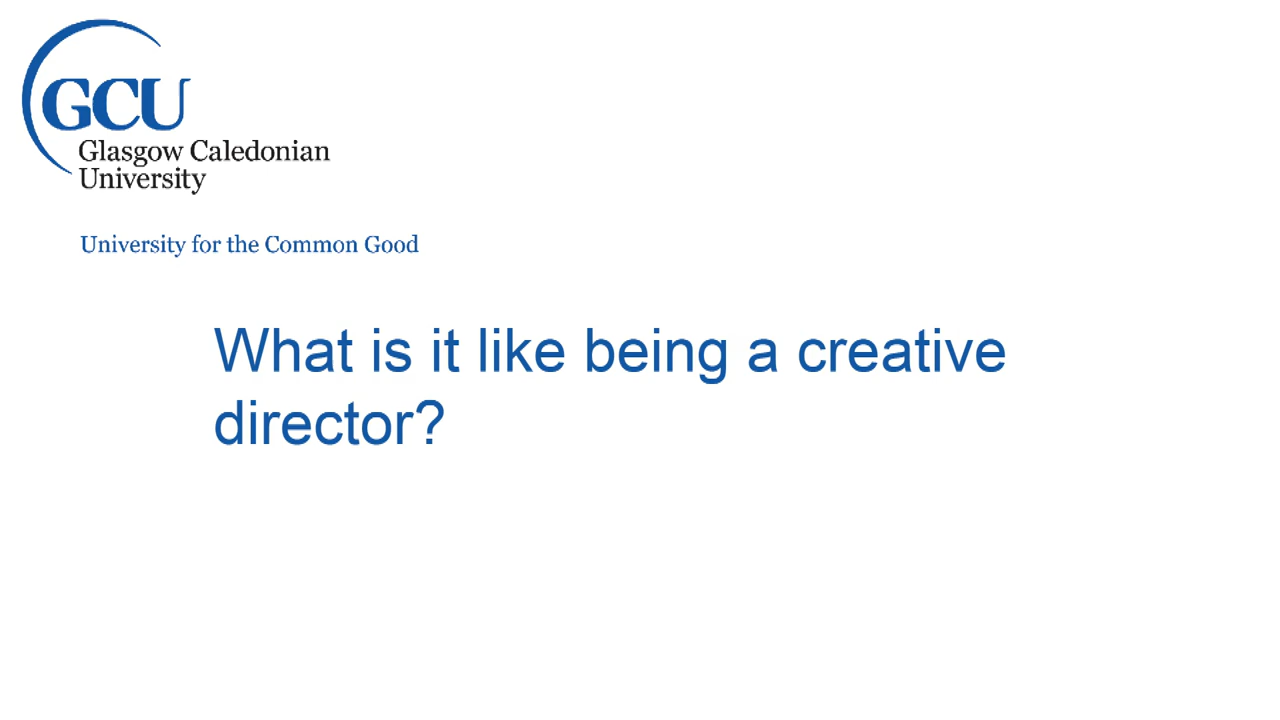 GCU
Glasgow Caledonian
University
University for the Common Good
What is it like being a creative
director?